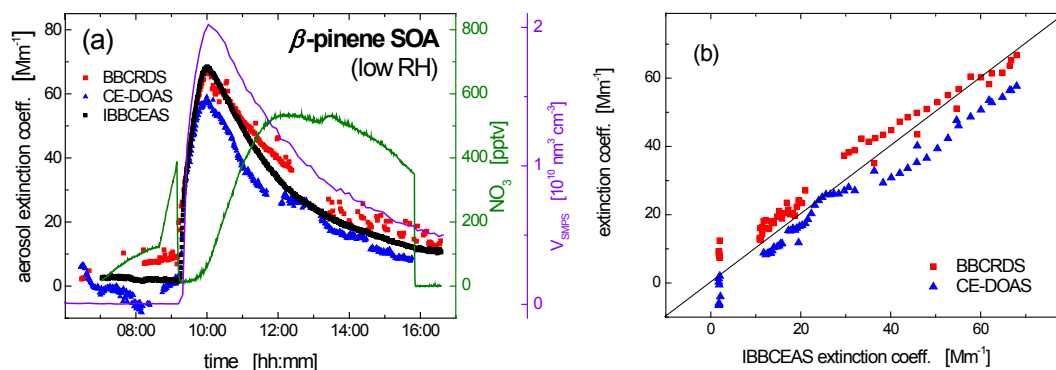 (a)
β-pinene SOA
(low RH)
BBCRDS
CE-DOAS
IBBCEAS
aerosol extinction coeff. [Mm⁻¹]
80
60
40
20
0
08:00 10:00 12:00 14:00 16:00
time [hh:mm]
800
600
400
200
0
NO₃ [pptv]
2
1
0
V_SMPS [10¹⁰ nm³ cm⁻³]
(b)
extinction coeff. [Mm⁻¹]
60
40
20
0
0 20 40 60
IBBCEAS extinction coeff. [Mm⁻¹]
BBCRDS
CE-DOAS